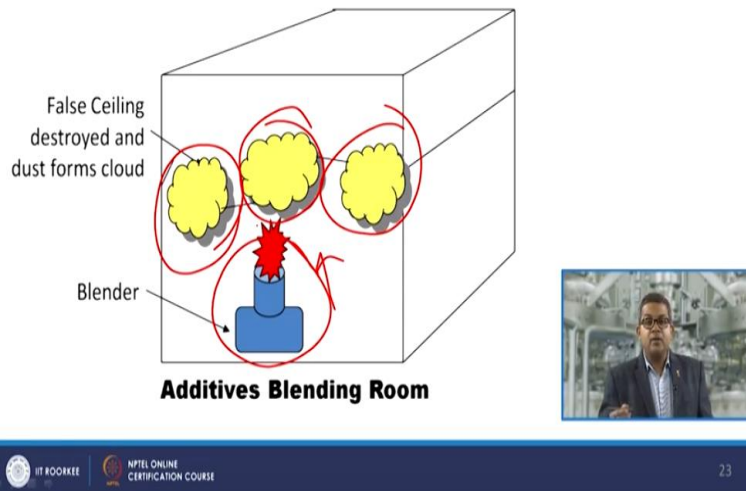 False Ceiling
destroyed and
dust forms cloud
Blender
Additives Blending Room
IIT ROORKEE
NPTEL ONLINE
CERTIFICATION COURSE
23